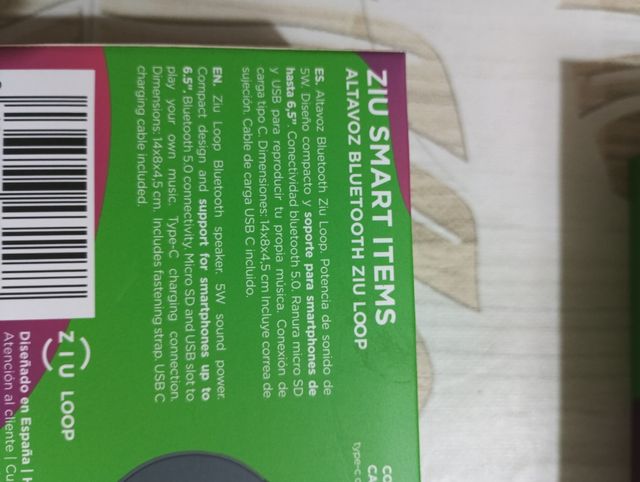 ZIU SMART ITEMS
ALTAVOZ BLUETOOTH ZIU LOOP
ES. Altavoz Bluetooth Ziu Loop. Potencia de sonido de
5W. Diseño compacto y soporte para smartphones de
hasta 6,5". Conectividad bluetooth 5.0. Ranura micro SD
y USB para reproducir tu propia música. Conexión de
carga tipo C. Dimensiones: 14x8x4,5 cm Incluye correa de
sujeción. Cable de carga USB C incluido.
EN. Ziu Loop Bluetooth speaker. 5W sound power.
Compact design and support for smartphones up to
6.5". Bluetooth 5.0 connectivity. Micro SD and USB slot to
play your own music. Type-C charging connection.
Dimensions: 14x8x4,5 cm. Includes fastening strap. USB C
charging cable included.
ZIU LOOP
Diseñado en España |
Atención al cliente |
type-c